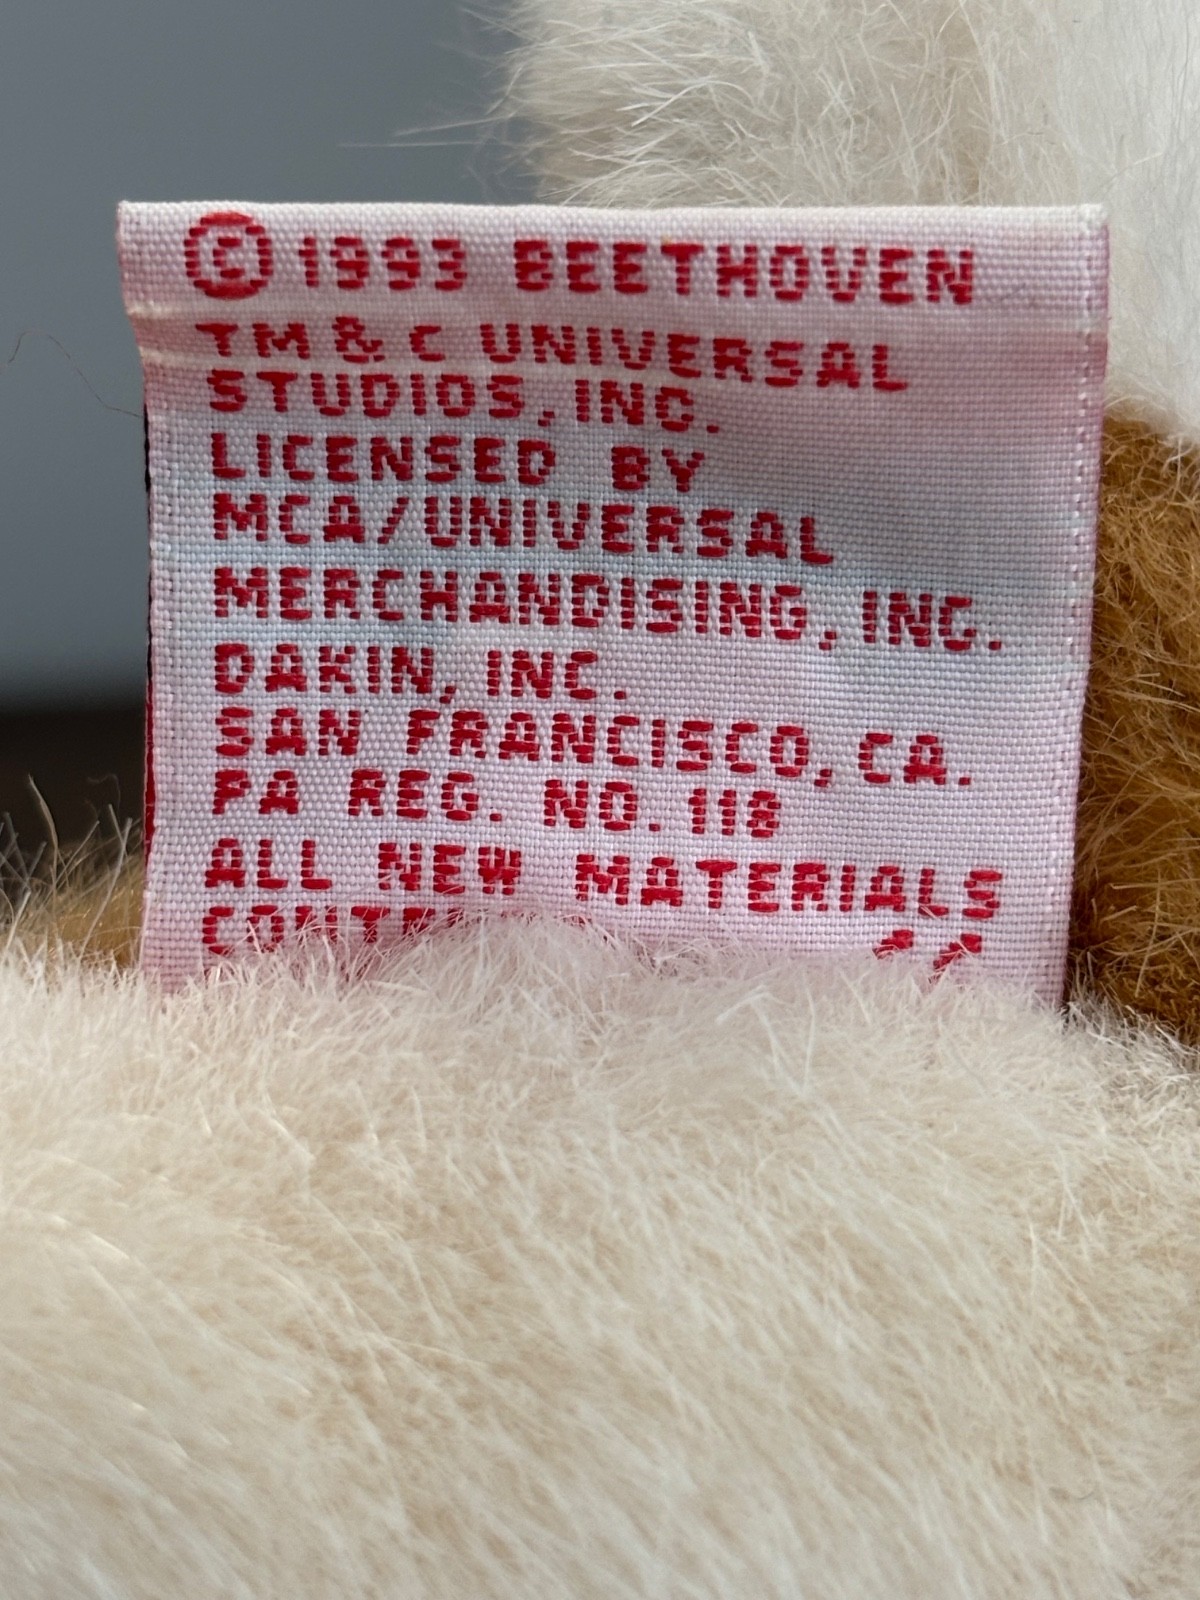 © 1993 BEETHOVEN
TM & C UNIVERSAL
STUDIOS, INC.
LICENSED BY
MCA/UNIVERSAL
MERCHANDISING, INC.
DAKIN, INC.
SAN FRANCISCO, CA.
PA REG. NO. 118
ALL NEW MATERIALS